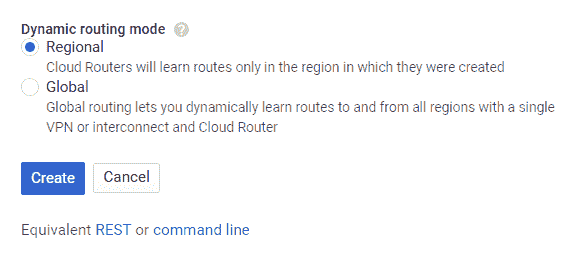 Dynamic routing mode
Regional
Cloud Routers will learn routes only in the region in which they were created
Global
Global routing lets you dynamically learn routes to and from all regions with a single
VPN or interconnect and Cloud Router
Create Cancel
Equivalent REST or command line